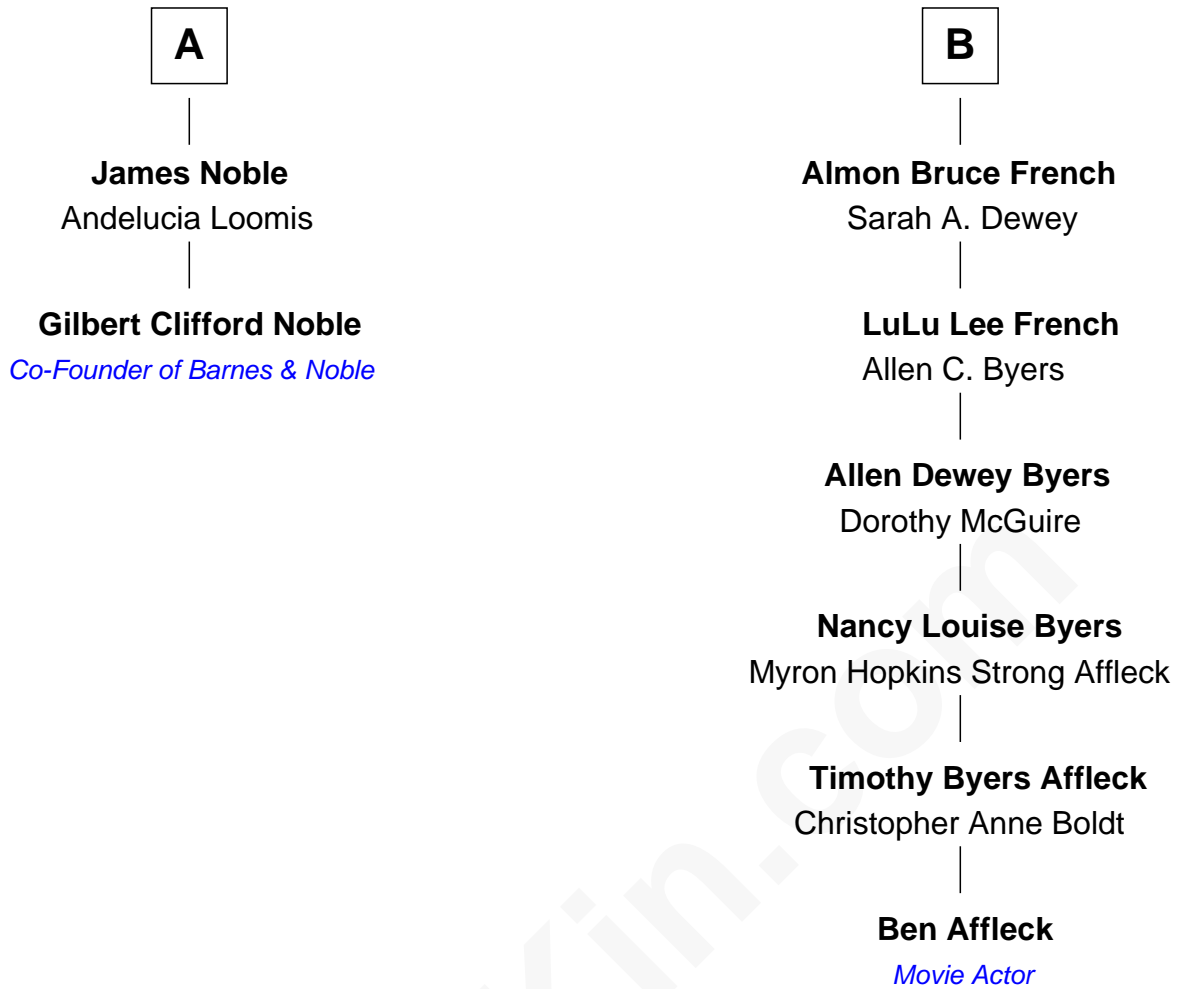 A
James Noble
Andelucia Loomis
Gilbert Clifford Noble
Co-Founder of Barnes & Noble
B
Almon Bruce French
Sarah A. Dewey
LuLu Lee French
Allen C. Byers
Allen Dewey Byers
Dorothy McGuire
Nancy Louise Byers
Myron Hopkins Strong Affleck
Timothy Byers Affleck
Christopher Anne Boldt
Ben Affleck
Movie Actor
Kin.com